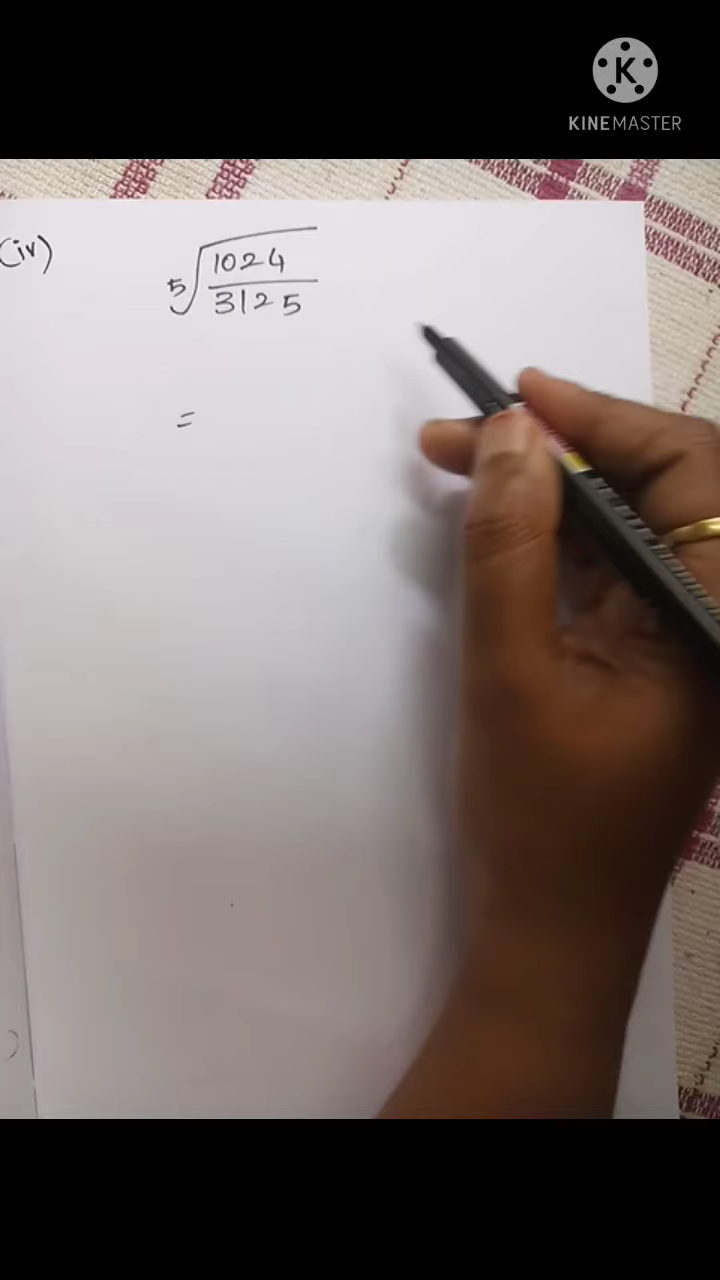 K
KINEMASTER
(iv) ⁵√(1024/3125)
=